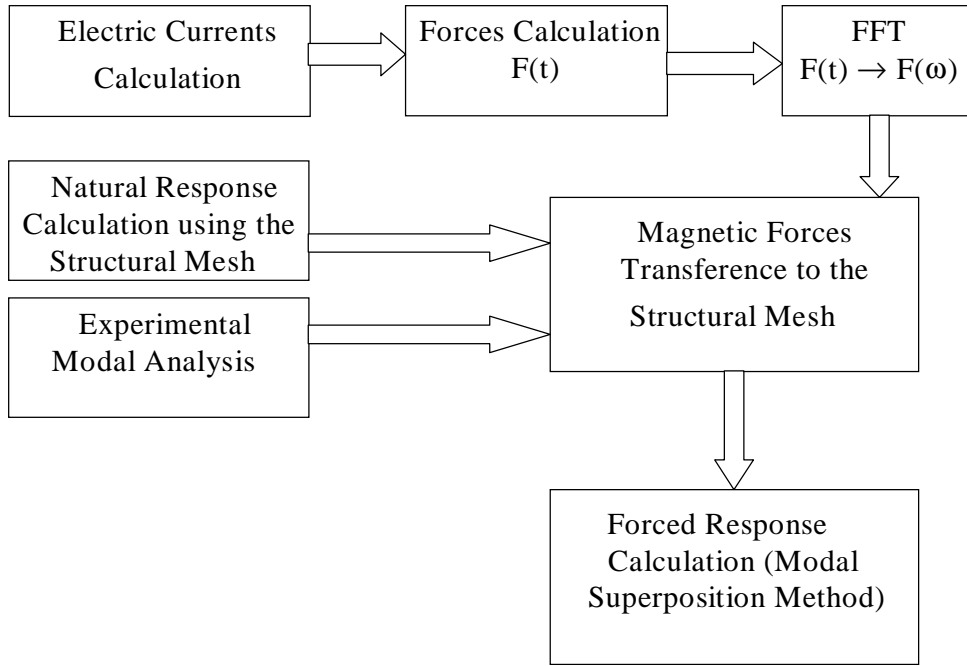 Electric Currents
Calculation
Forces Calculation
F(t)
FFT
F(t) → F(ω)
Natural Response
Calculation using the
Structural Mesh
Magnetic Forces
Transference to the
Structural Mesh
Experimental
Modal Analysis
Forced Response
Calculation (Modal
Superposition Method)